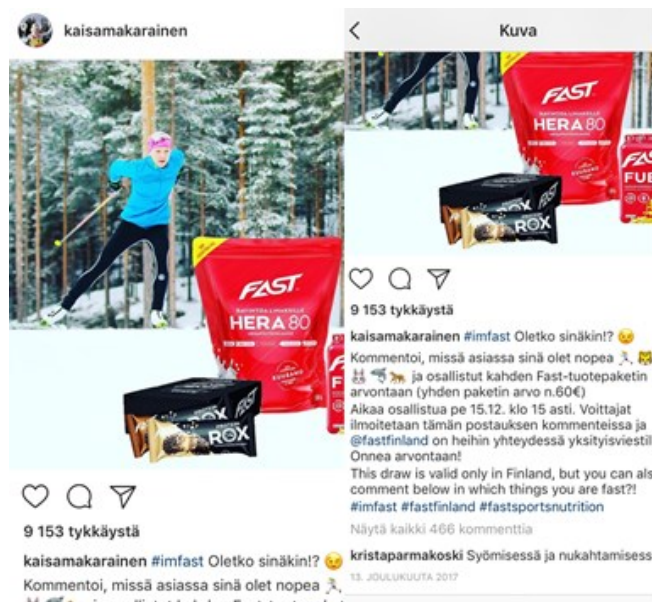 kaisamakarainen
FAST
HERA 80
FAST
ROX
ROX
9 153 tykkäystä
kaisamakarainen #imfast Oletko sinäkin!?
Kommentoi, missä asiassa sinä olet nopea
Kuva
FAST
HERA 80
FUE
ROX
ROX
9 153 tykkäystä
kaisamakarainen #imfast Oletko sinäkin!?
Kommentoi, missä asiassa sinä olet nopea
ja osallistut kahden Fast-tuotepaketin
arvontaan (yhden paketin arvo n.60€)
Aikaa osallistua pe 15.12. klo 15 asti. Voittajat
ilmoitetaan tämän postauksen kommenteissa ja
@fastfinland on heihin yhteydessä yksityisviestil
Onnea arvontaan!
This draw is valid only in Finland, but you can als
comment below in which things you are fast?!
#imfast #fastfinland #fastsportsnutrition
Näytä kaikki 466 kommenttia
kristaparmakoski Syömisessä ja nukahtamisess
13. JOULUKUUTA 2017